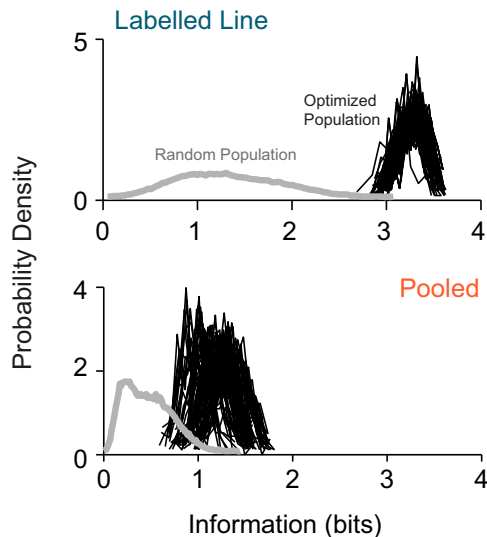 Labelled Line
5
Optimized
Population
Random Population
0
0 1 2 3 4
Probability Density
Pooled
4
2
0
0 1 2 3 4
Information (bits)